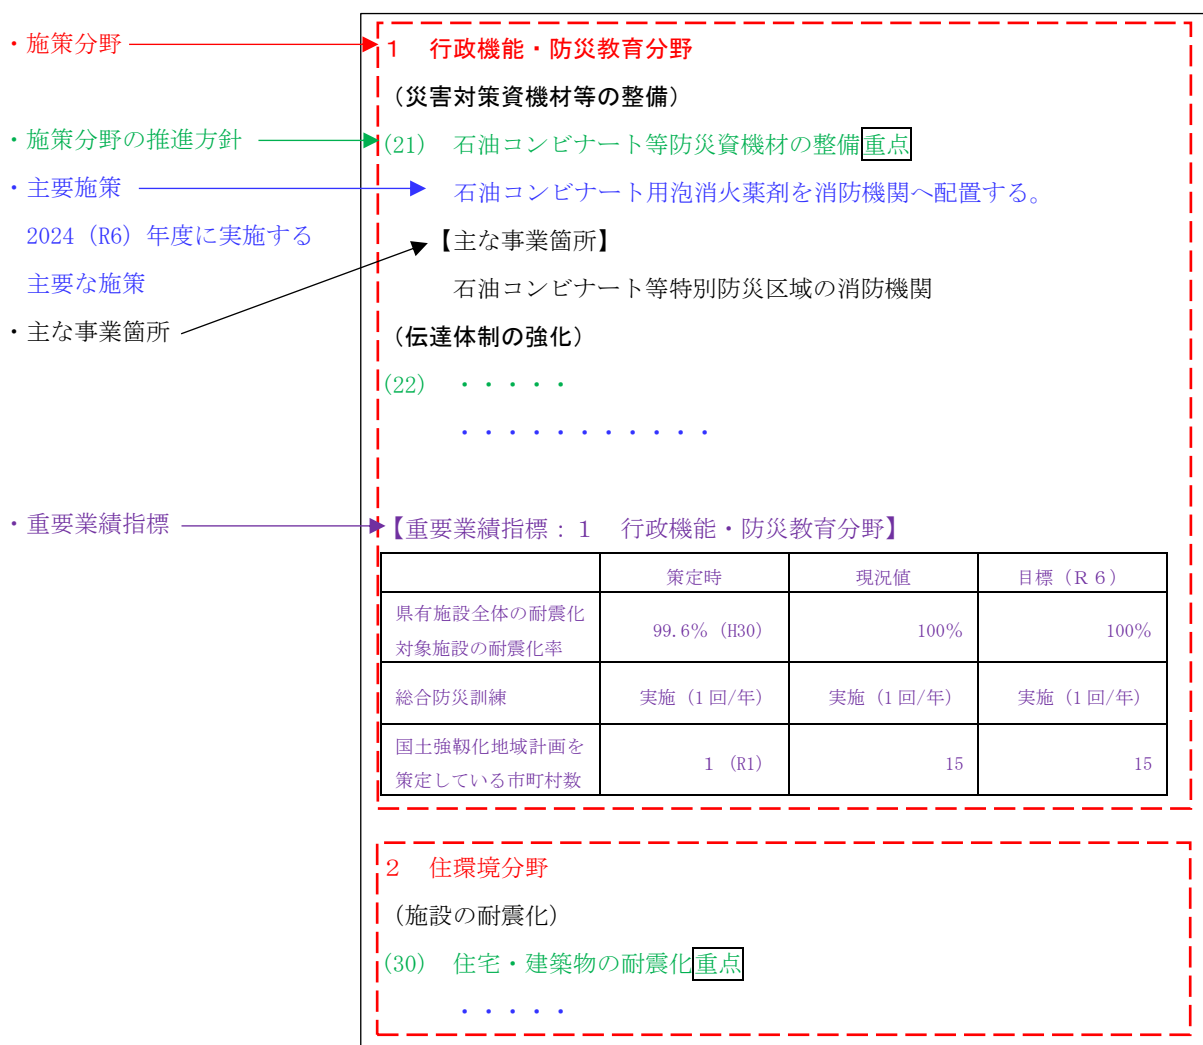 ・施策分野
・施策分野の推進方針
・主要施策
2024（R6）年度に実施する
主要な施策
・主な事業箇所
・重要業績指標
１　行政機能・防災教育分野
（災害対策資機材等の整備）
(21)　石油コンビナート等防災資機材の整備重点
石油コンビナート用泡消火薬剤を消防機関へ配置する。
【主な事業箇所】
石油コンビナート等特別防災区域の消防機関
（伝達体制の強化）
(22)　・・・・・
・・・・・・・・・・・
【重要業績指標：１　行政機能・防災教育分野】
策定時　現況値　目標（Ｒ６）
県有施設全体の耐震化
対象施設の耐震化率　99.6%（H30）　100%　100%
総合防災訓練　実施（1回/年）　実施（1回/年）　実施（1回/年）
国土強靱化地域計画を
策定している市町村数　１（R1）　15　15
２　住環境分野
（施設の耐震化）
(30)　住宅・建築物の耐震化重点
・・・・・